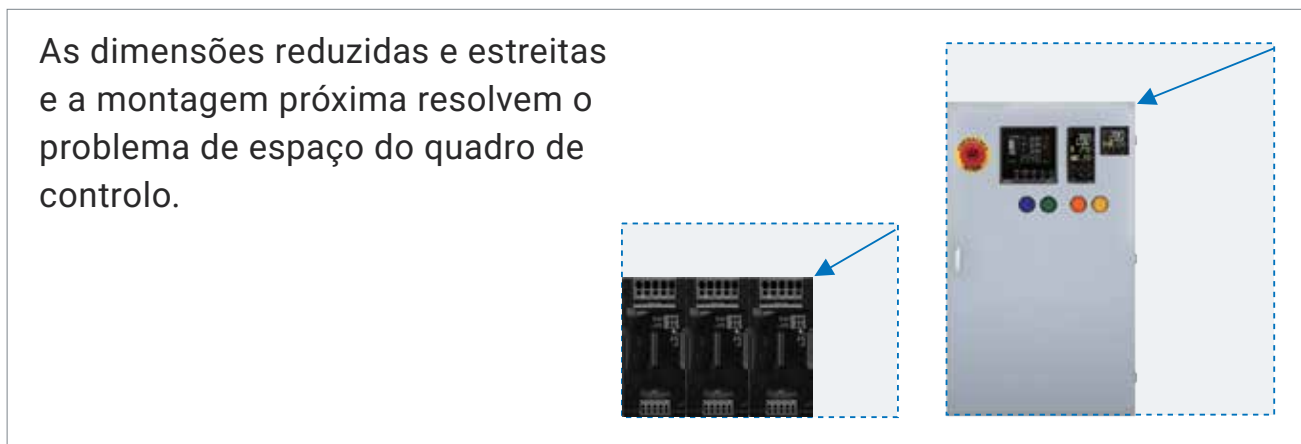 As dimensões reduzidas e estreitas
e a montagem próxima resolvem o
problema de espaço do quadro de
controlo.